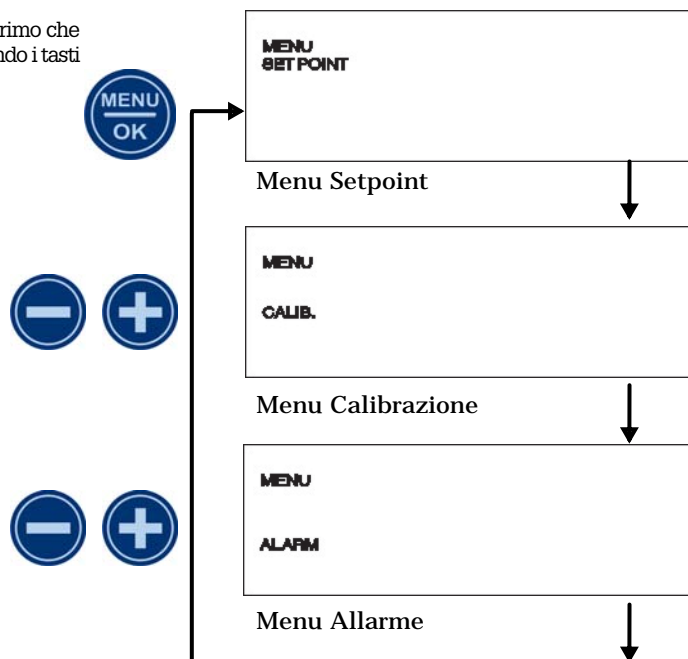 rimo che
ndo i tasti
MENU
OK
MENU
SET POINT
Menu Setpoint
MENU
CALIB.
Menu Calibrazione
MENU
ALARM
Menu Allarme